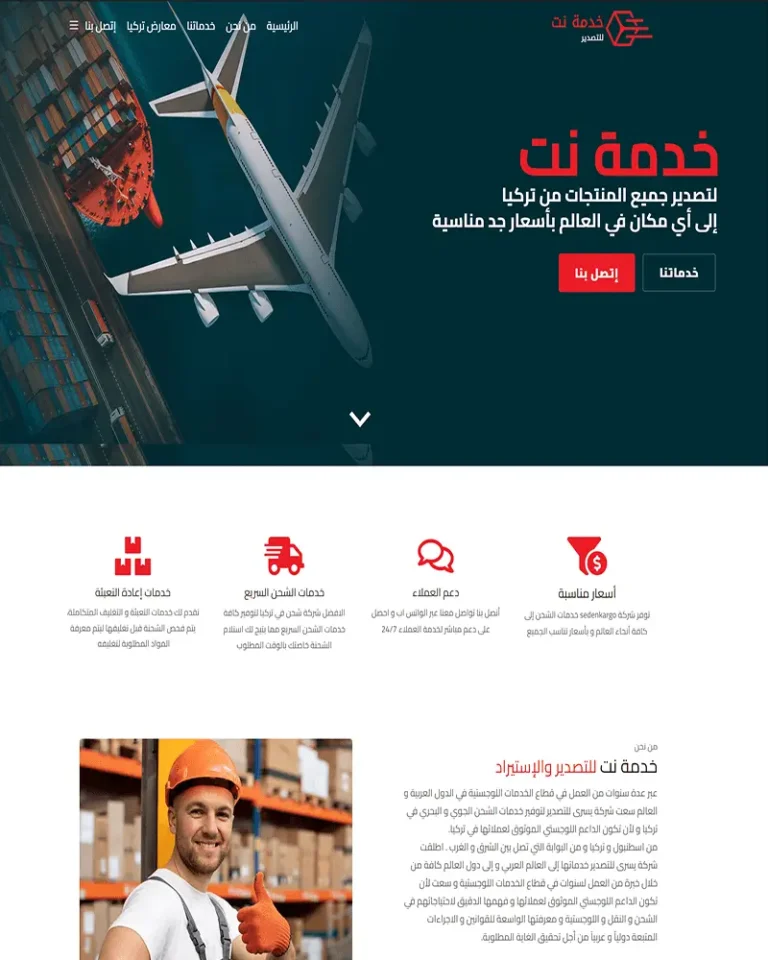 خدمة نت
للتصدير
الرئيسية من نحن خدماتنا معارض تركيا إتصل بنا
خدمة نت
لتصدير جميع المنتجات من تركيا
إلى أي مكان في العالم بأسعار جد مناسبة
خدماتنا
إتصل بنا
أسعار مناسبة
توفر شركة sedenkargo خدمات الشحن إلى
كافة أنحاء العالم و بأسعار تناسب الجميع
دعم العملاء
أتصل بنا تواصل معنا عبر الواتس اب و احصل
على دعم مباشر لخدمة العملاء 24/7
خدمات الشحن السريع
الافضل شركة شحن في تركيا لتوفير كافة
خدمات الشحن السريع مما يتيح لك استلام
الشحنة خاصتك بالوقت المطلوب
خدمات إعادة التعبئة
نقدم لك خدمات التعبئة و التغليف المتكاملة،
يتم فحص الشحنة قبل تغليفها ليتم معرفة
المواد المطلوبة لتغليفه
من نحن
خدمة نت للتصدير والإستيراد
عبر عدة سنوات من العمل في قطاع الخدمات اللوجستية في الدول العربية و
العالم سعت شركة يسرى للتصدير لتوفير خدمات الشحن الجوي و البحري في
تركيا و لأن تكون الداعم اللوجستي الموثوق لعملائها في تركيا.
من اسطنبول و تركيا و من البوابة التي تصل بين الشرق و الغرب . اطلقت
شركة يسرى للتصدير خدماتها إلى العالم العربي و إلى دول العالم كافة من
خلال خبرة من العمل لسنوات في قطاع الخدمات اللوجستية و سعت لأن
تكون الداعم اللوجستي الموثوق لعملائها و فهمها الدقيق لاحتياجاتهم في
الشحن و النقل و اللوجستية و معرفتها الواسعة للقوانين و الاجراءات
المتبعة دولياً و عربياً من أجل تحقيق الغاية المطلوبة.